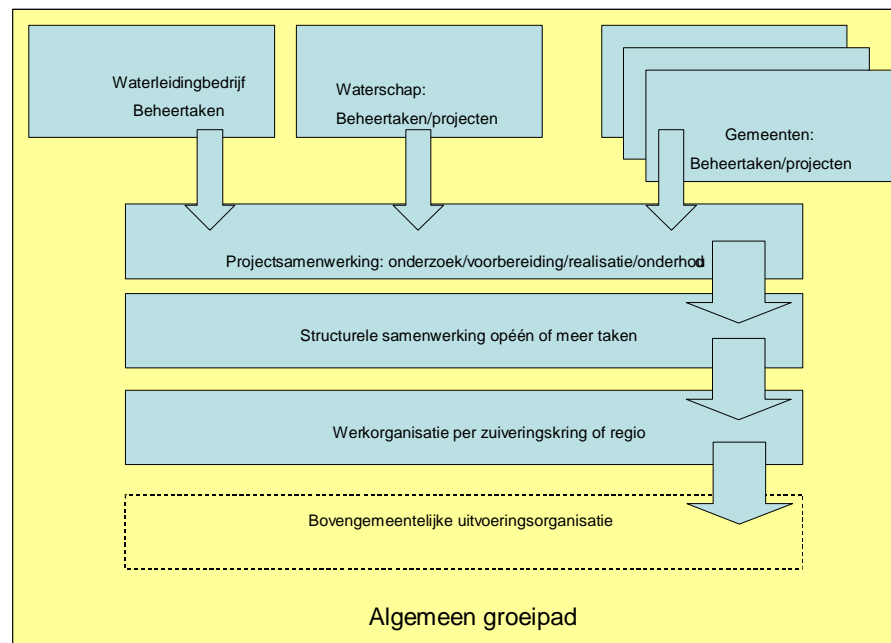 Waterleidingbedrijf
Beheertaken
Waterschap:
Beheertaken/projecten
Gemeenten:
Beheertaken/projecten
Projectsamenwerking: onderzoek/voorbereiding/realisatie/onderhoud
Structurele samenwerking opéén of meer taken
Werkorganisatie per zuiveringskring of regio
Bovengemeentelijke uitvoeringsorganisatie
Algemeen groeipad